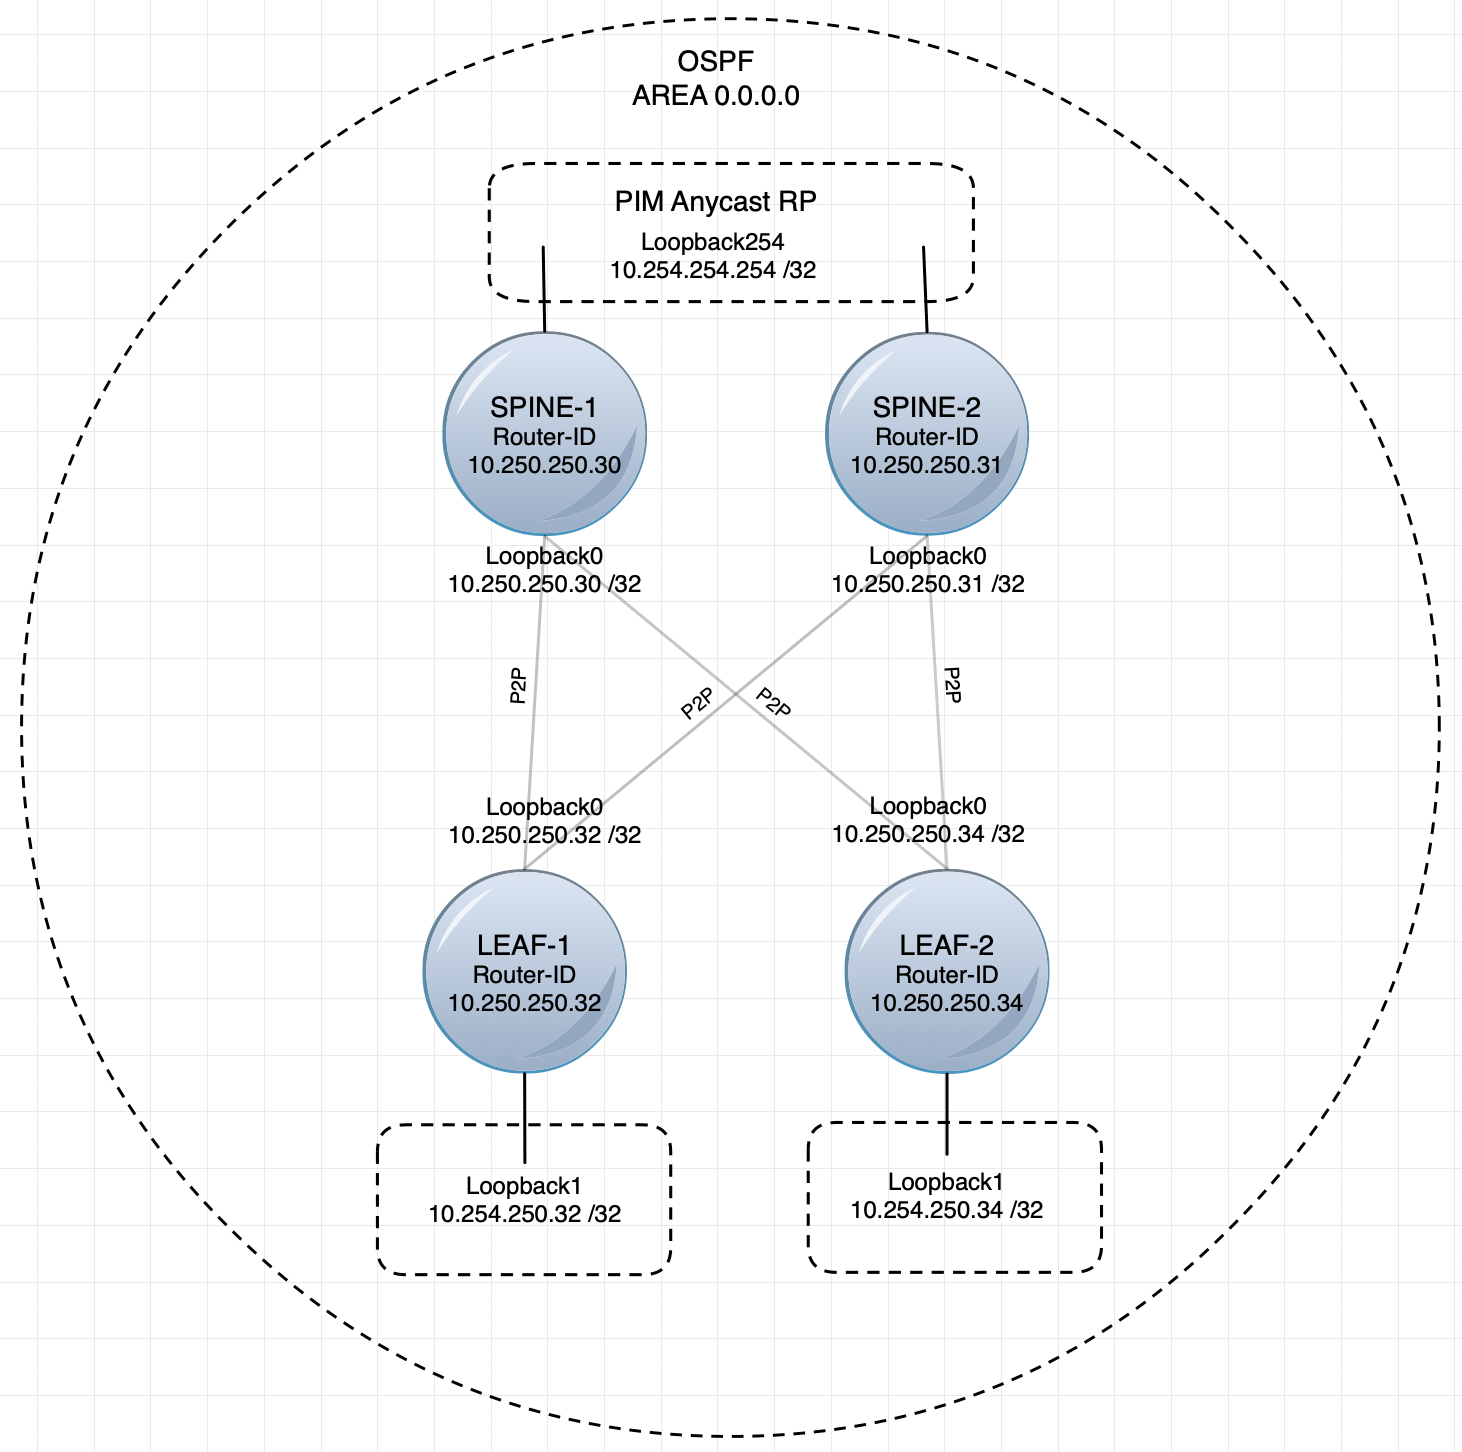 OSPF
AREA 0.0.0.0
PIM Anycast RP
Loopback254
10.254.254.254 /32
SPINE-1
Router-ID
10.250.250.30
SPINE-2
Router-ID
10.250.250.31
Loopback0
10.250.250.30 /32
Loopback0
10.250.250.31 /32
P2P
P2P
P2P
P2P
Loopback0
10.250.250.32 /32
Loopback0
10.250.250.34 /32
LEAF-1
Router-ID
10.250.250.32
LEAF-2
Router-ID
10.250.250.34
Loopback1
10.254.250.32 /32
Loopback1
10.254.250.34 /32